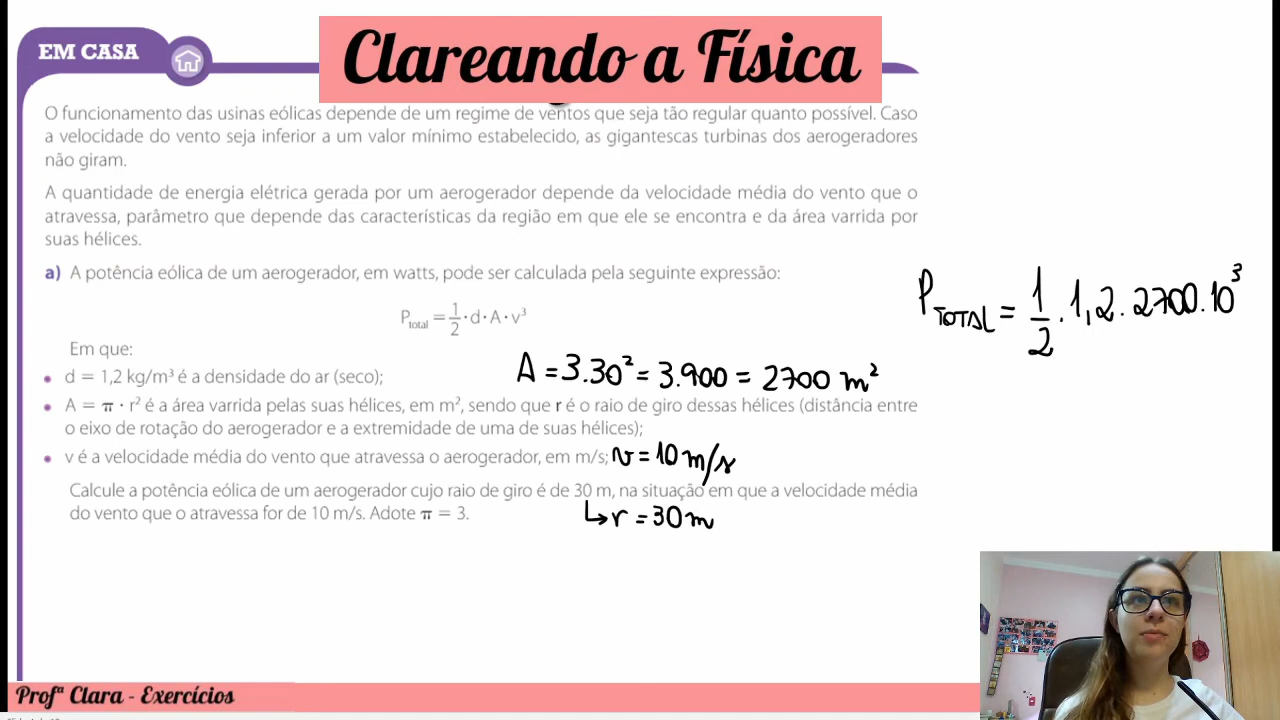 Clareando a Física
EM CASA
O funcionamento das usinas eólicas depende de um regime de ventos que seja tão regular quanto possível. Caso
a velocidade do vento seja inferior a um valor mínimo estabelecido, as gigantescas turbinas dos aerogeradores
não giram.
A quantidade de energia elétrica gerada por um aerogerador depende da velocidade média do vento que o
atravessa, parâmetro que depende das características da região em que ele se encontra e da área varrida por
suas hélices.
a) A potência eólica de um aerogerador, em watts, pode ser calculada pela seguinte expressão:
P_total = 1/2 · d · A · v³
P_TOTAL = 1/2 . 1,2 . 2700 . 10³
Em que:
A = 3.30² = 3.900 = 2700 m²
• d = 1,2 kg/m³ é a densidade do ar (seco);
• A = π · r² é a área varrida pelas suas hélices, em m², sendo que r é o raio de giro dessas hélices (distância entre
o eixo de rotação do aerogerador e a extremidade de uma de suas hélices);
• v é a velocidade média do vento que atravessa o aerogerador, em m/s; v = 10 m/s
Calcule a potência eólica de um aerogerador cujo raio de giro é de 30 m, na situação em que a velocidade média
do vento que o atravessa for de 10 m/s. Adote π = 3.
↳ r = 30 m
Profª Clara - Exercícios